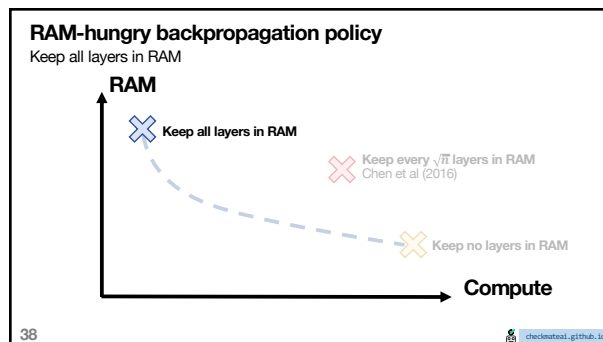 RAM-hungry backpropagation policy
Keep all layers in RAM
RAM
Keep all layers in RAM
Keep every √n layers in RAM
Chen et al (2016)
Keep no layers in RAM
Compute
38
checkmateai.github.io